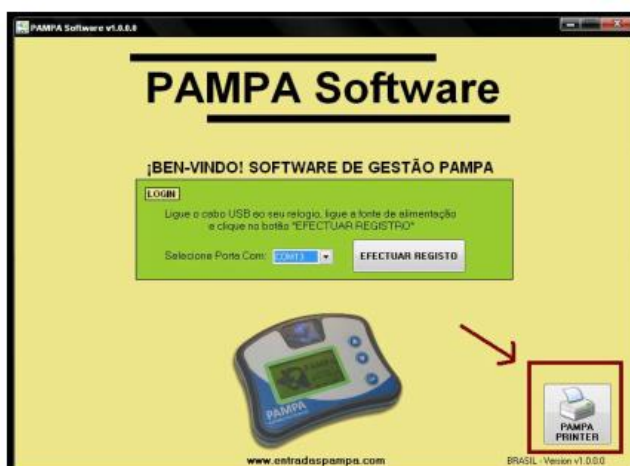 PAMPA Software v1.0.0.0
PAMPA Software
¡BEN-VINDO! SOFTWARE DE GESTÃO PAMPA
LOGIN
Ligue o cabo USB ao seu relogio, ligue a fonte de alimentação
e clique no botão "EFECTUAR REGISTRO"
Selecione Porta Com: COM13 EFECTUAR REGISTO
PAMPA
PAMPA
PRINTER
www.entradaspampa.com
BRASIL - Version v1.0.0.0